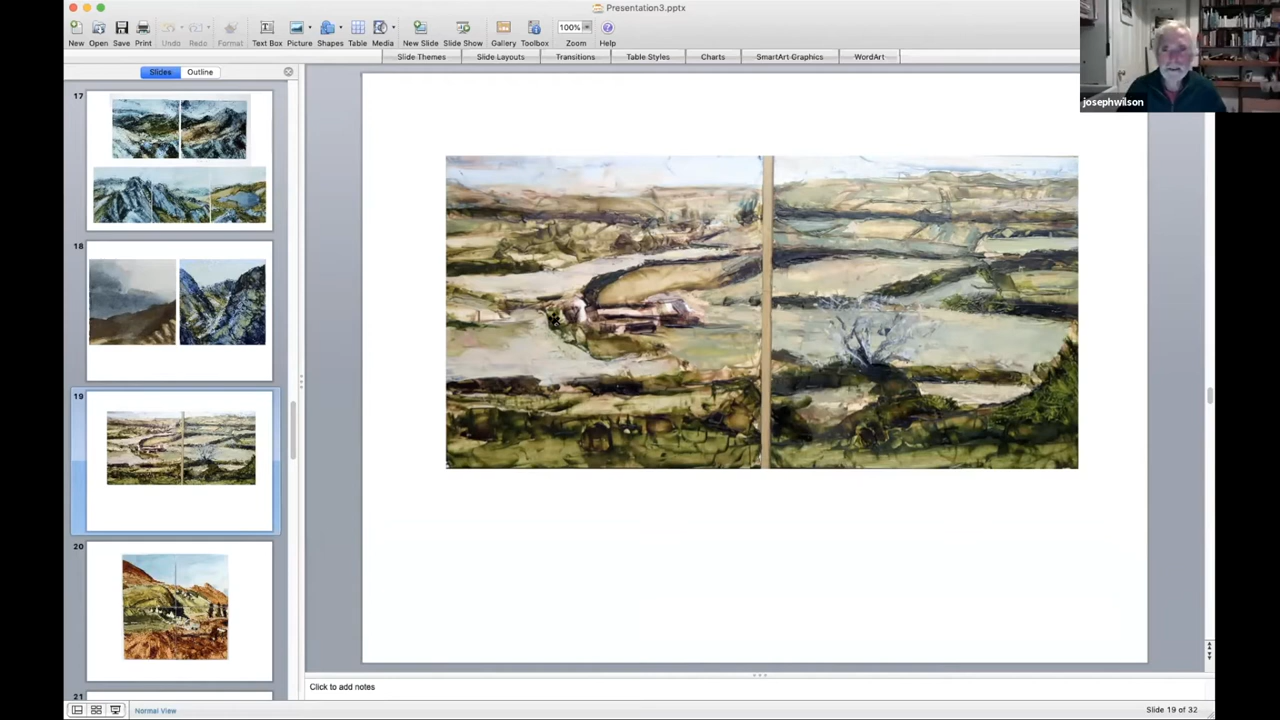 Presentation3.pptx
New Open Save Print Undo Redo Format Text Box Picture Shapes Table Media New Slide Slide Show Gallery Toolbox Zoom Help
100%
Slide Themes Slide Layouts Transitions Table Styles Charts SmartArt Graphics WordArt
Slides Outline
josephwilson
17
18
19
20
21
Click to add notes
Normal View
Slide 19 of 32